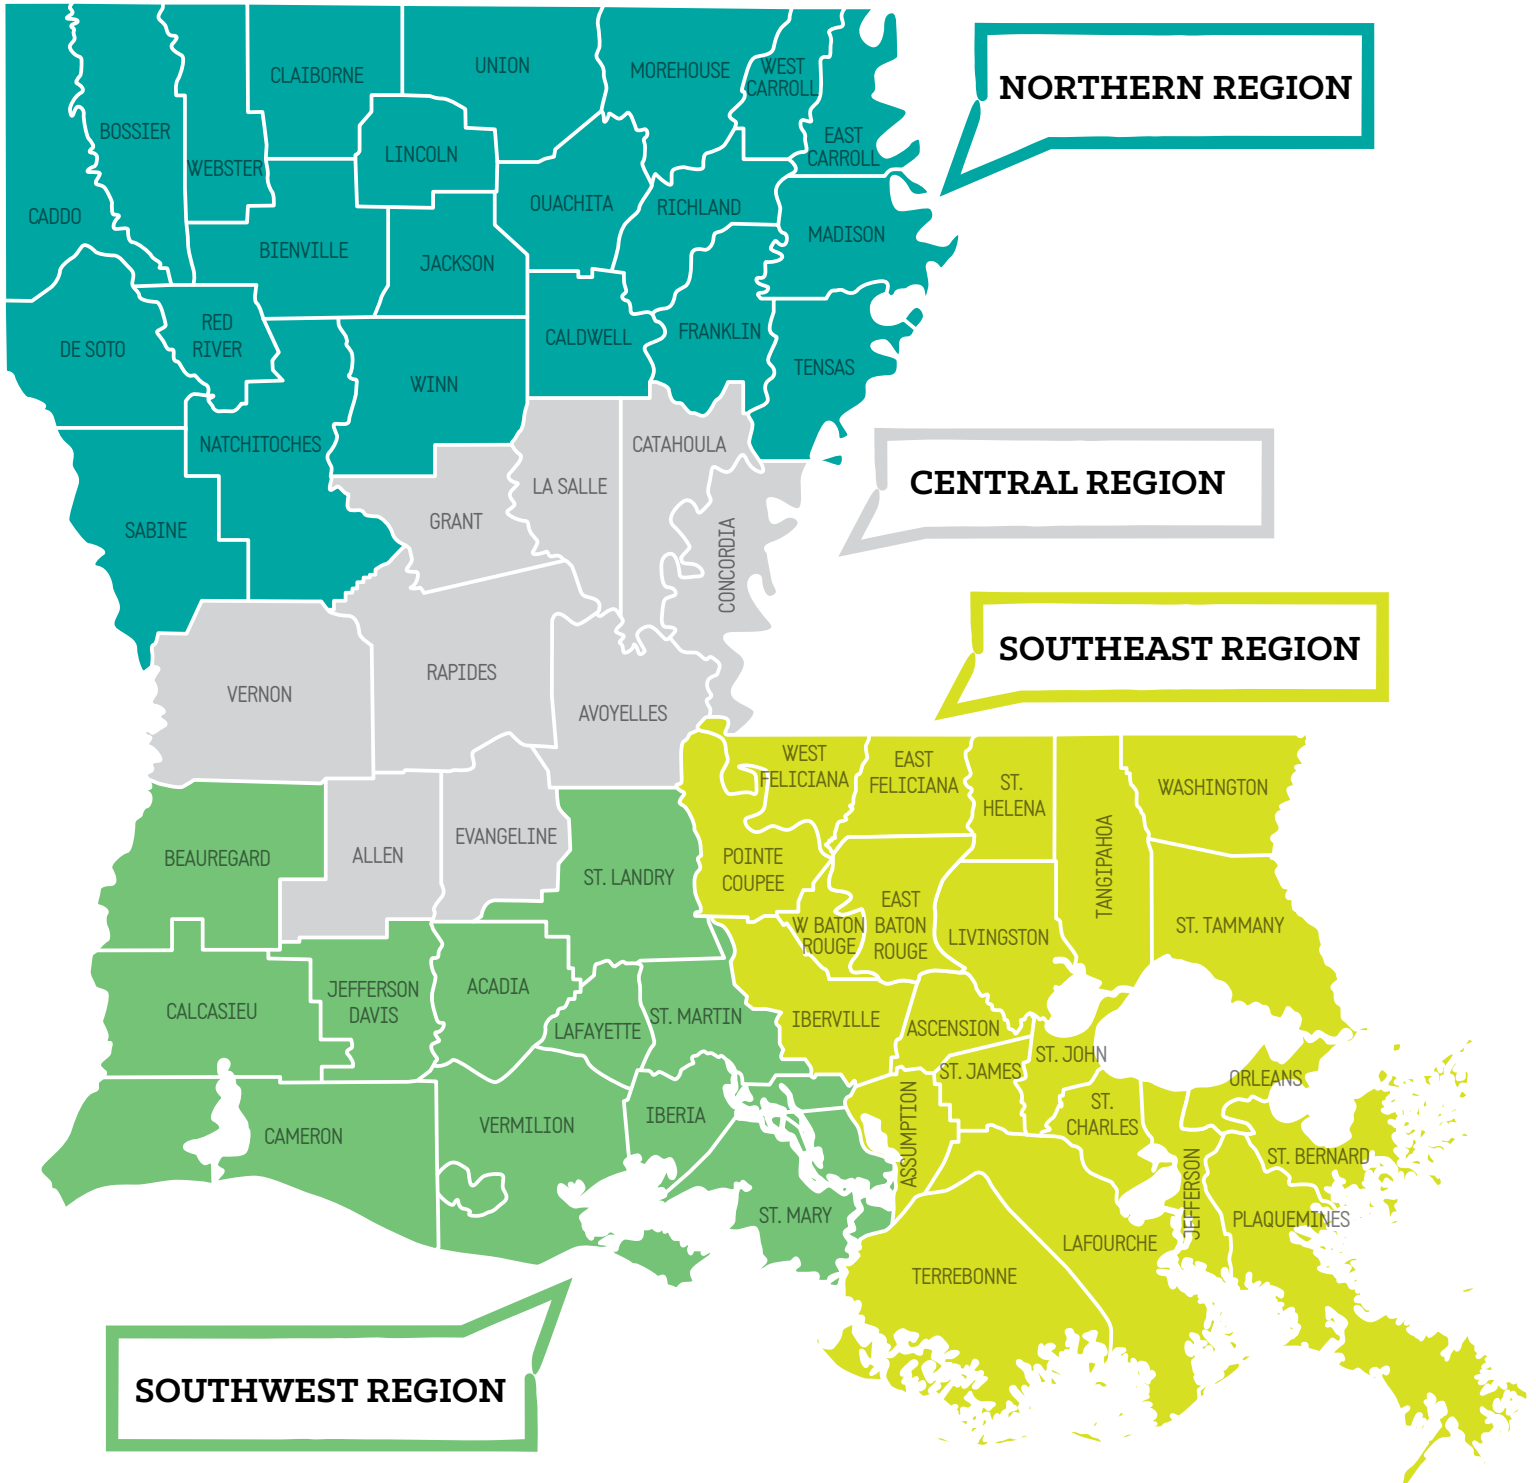 CLAIBORNE
UNION
MOREHOUSE
WEST
CARROLL
NORTHERN REGION
BOSSIER
WEBSTER
LINCOLN
EAST
CARROLL
CADDO
OUACHITA
RICHLAND
MADISON
BIENVILLE
JACKSON
RED
RIVER
DE SOTO
CALDWELL
FRANKLIN
TENSAS
WINN
NATCHITOCHES
CATAHOULA
LA SALLE
CENTRAL REGION
SABINE
GRANT
CONCORDIA
SOUTHEAST REGION
VERNON
RAPIDES
AVOYELLES
WEST
FELICIANA
EAST
FELICIANA
ST.
HELENA
WASHINGTON
BEAUREGARD
ALLEN
EVANGELINE
ST. LANDRY
POINTE
COUPEE
TANGIPAHOA
W BATON
ROUGE
EAST
BATON
ROUGE
LIVINGSTON
ST. TAMMANY
CALCASIEU
JEFFERSON
DAVIS
ACADIA
LAFAYETTE
ST. MARTIN
IBERVILLE
ASCENSION
ST. JAMES
ST. JOHN
ORLEANS
CAMERON
VERMILION
IBERIA
ASSUMPTION
ST.
CHARLES
ST. BERNARD
ST. MARY
JEFFERSON
PLAQUEMINES
LAFOURCHE
TERREBONNE
SOUTHWEST REGION